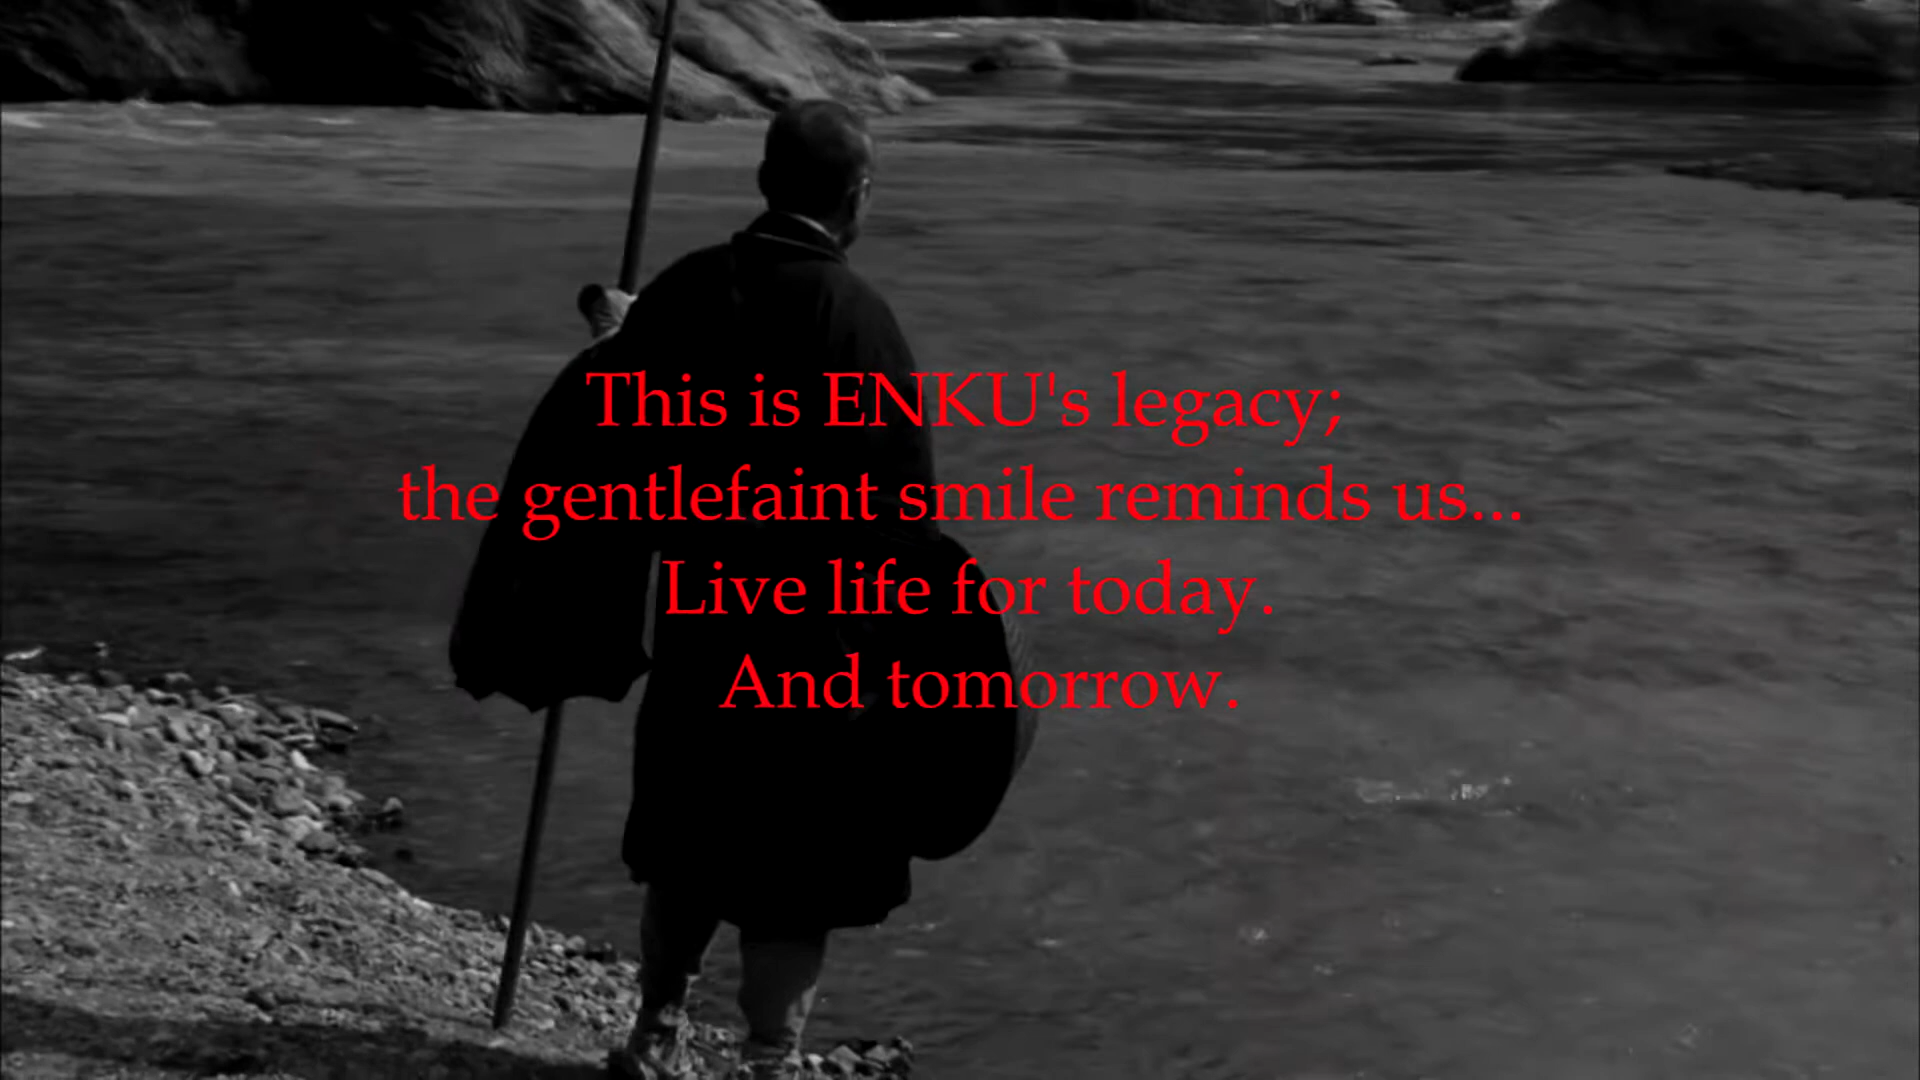 This is ENKU's legacy;
the gentlefaint smile reminds us...
Live life for today.
And tomorrow.